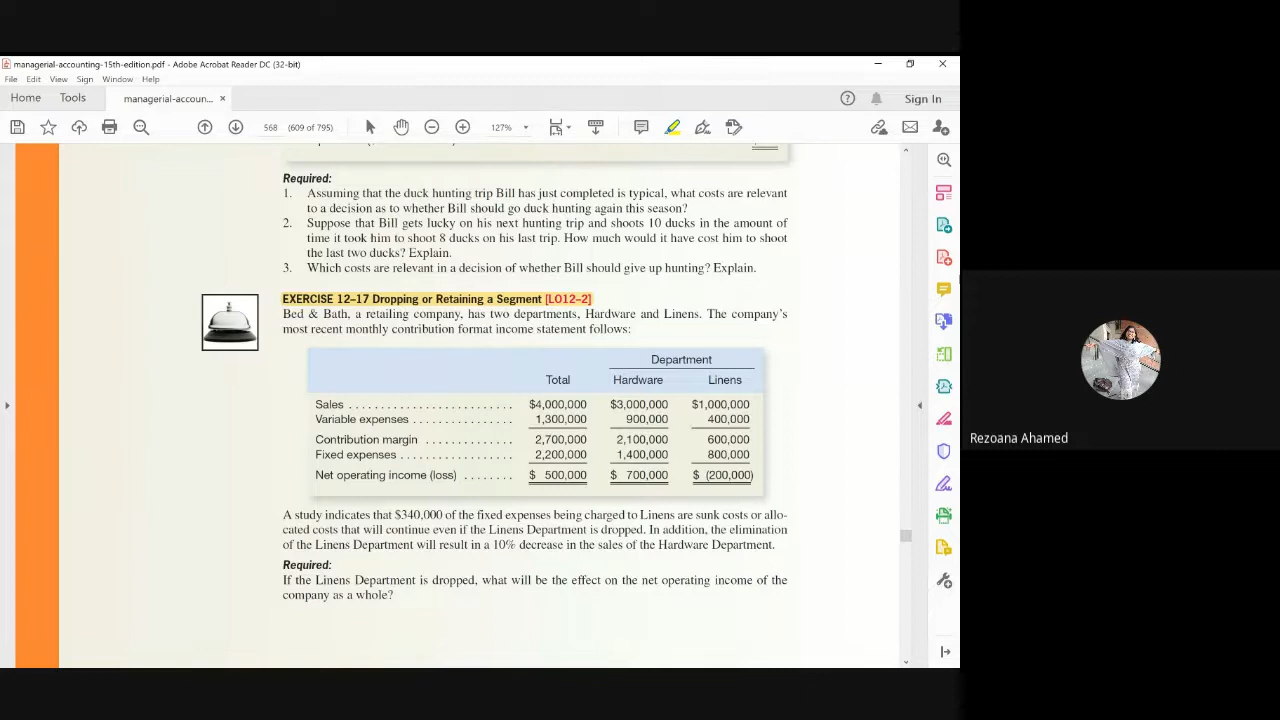 managerial-accounting-15th-edition.pdf - Adobe Acrobat Reader DC (32-bit)
File Edit View Sign Window Help
Home Tools managerial-accoun... × Sign In
568 (609 of 795) 127%
Required:
1. Assuming that the duck hunting trip Bill has just completed is typical, what costs are relevant
to a decision as to whether Bill should go duck hunting again this season?
2. Suppose that Bill gets lucky on his next hunting trip and shoots 10 ducks in the amount of
time it took him to shoot 8 ducks on his last trip. How much would it have cost him to shoot
the last two ducks? Explain.
3. Which costs are relevant in a decision of whether Bill should give up hunting? Explain.
EXERCISE 12–17 Dropping or Retaining a Segment [LO12–2]
Bed & Bath, a retailing company, has two departments, Hardware and Linens. The company's
most recent monthly contribution format income statement follows:
Department
Total Hardware Linens
Sales . . . . . . . . . . . . . . . . . . . . . . . . . . $4,000,000 $3,000,000 $1,000,000
Variable expenses . . . . . . . . . . . . . . . 1,300,000 900,000 400,000
Contribution margin . . . . . . . . . . . . . . 2,700,000 2,100,000 600,000
Fixed expenses . . . . . . . . . . . . . . . . . 2,200,000 1,400,000 800,000
Net operating income (loss) . . . . . . . . $ 500,000 $ 700,000 $ (200,000)
A study indicates that $340,000 of the fixed expenses being charged to Linens are sunk costs or allo-
cated costs that will continue even if the Linens Department is dropped. In addition, the elimination
of the Linens Department will result in a 10% decrease in the sales of the Hardware Department.
Required:
If the Linens Department is dropped, what will be the effect on the net operating income of the
company as a whole?
Rezoana Ahamed